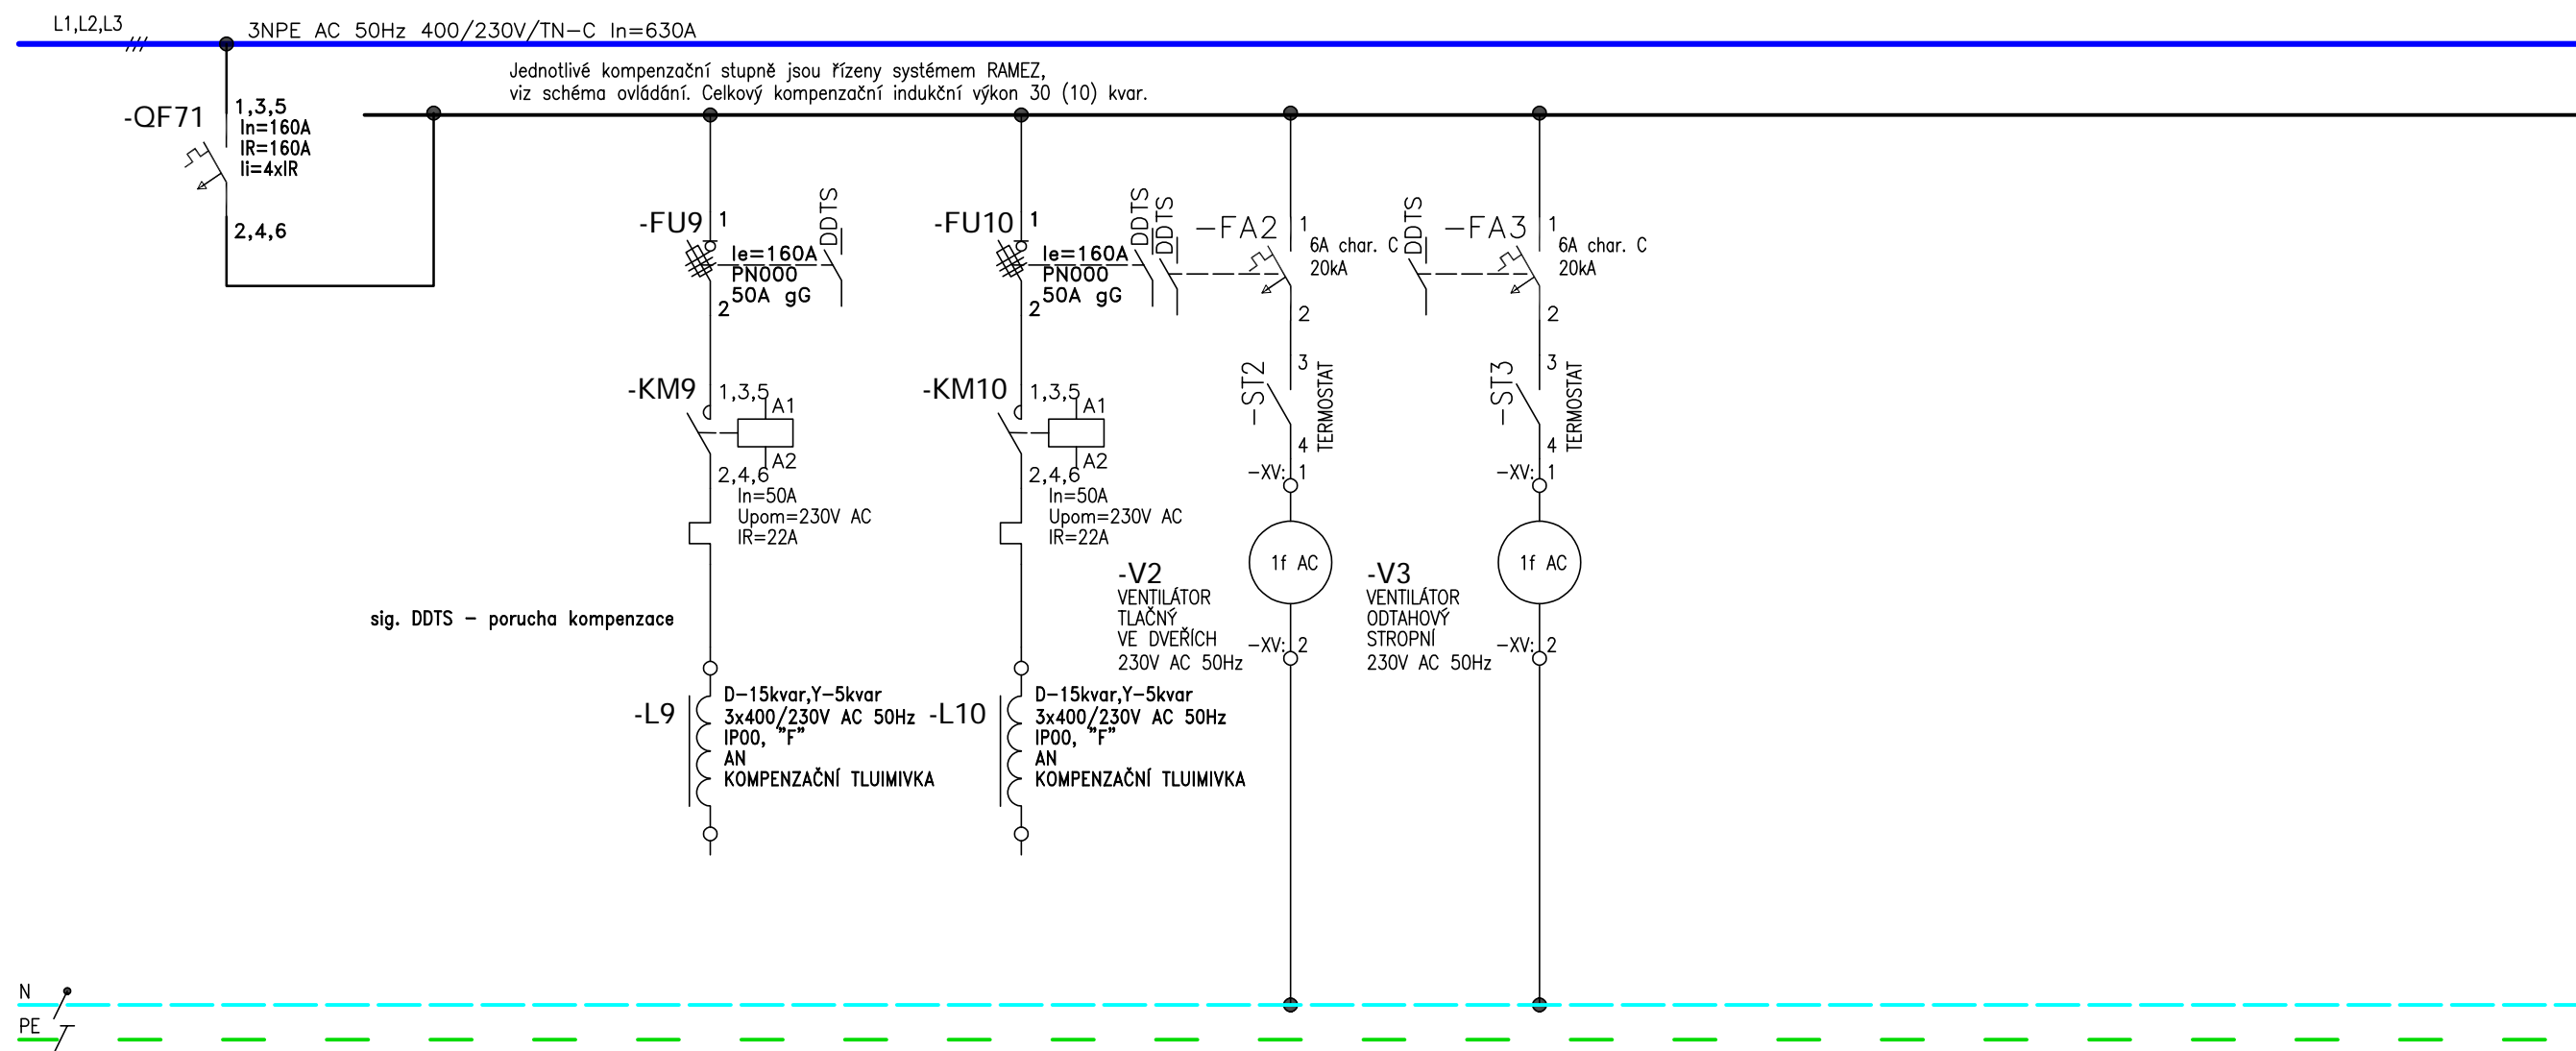 L1,L2,L3
3NPE AC 50Hz 400/230V/TN-C In=630A
Jednotlivé kompenzační stupně jsou řízeny systémem RAMEZ,
viz schéma ovládání. Celkový kompenzační indukční výkon 30 (10) kvar.
-QF71
1,3,5
In=160A
IR=160A
Ii=4xIR
2,4,6
-FU9
1
DDTS
Ie=160A
PN000
50A gG
2
-KM9
1,3,5
A1
A2
2,4,6
In=50A
Upom=230V AC
IR=22A
sig. DDTS - porucha kompenzace
-L9
D-15kvar,Y-5kvar
3x400/230V AC 50Hz
IP00, "F"
AN
KOMPENZAČNÍ TLUIMIVKA
-FU10
1
DDTS
Ie=160A
PN000
50A gG
2
-KM10
1,3,5
A1
A2
2,4,6
In=50A
Upom=230V AC
IR=22A
-L10
D-15kvar,Y-5kvar
3x400/230V AC 50Hz
IP00, "F"
AN
KOMPENZAČNÍ TLUIMIVKA
DDTS
-FA2
1
6A char. C
20kA
2
-ST2
3
TERMOSTAT
4
-XV:
1
1f AC
-V2
VENTILÁTOR
TLAČNÝ
VE DVEŘÍCH
230V AC 50Hz
-XV:
2
DDTS
-FA3
1
6A char. C
20kA
2
-ST3
3
TERMOSTAT
4
-XV:
1
1f AC
-V3
VENTILÁTOR
ODTAHOVÝ
STROPNÍ
230V AC 50Hz
-XV:
2
N
PE